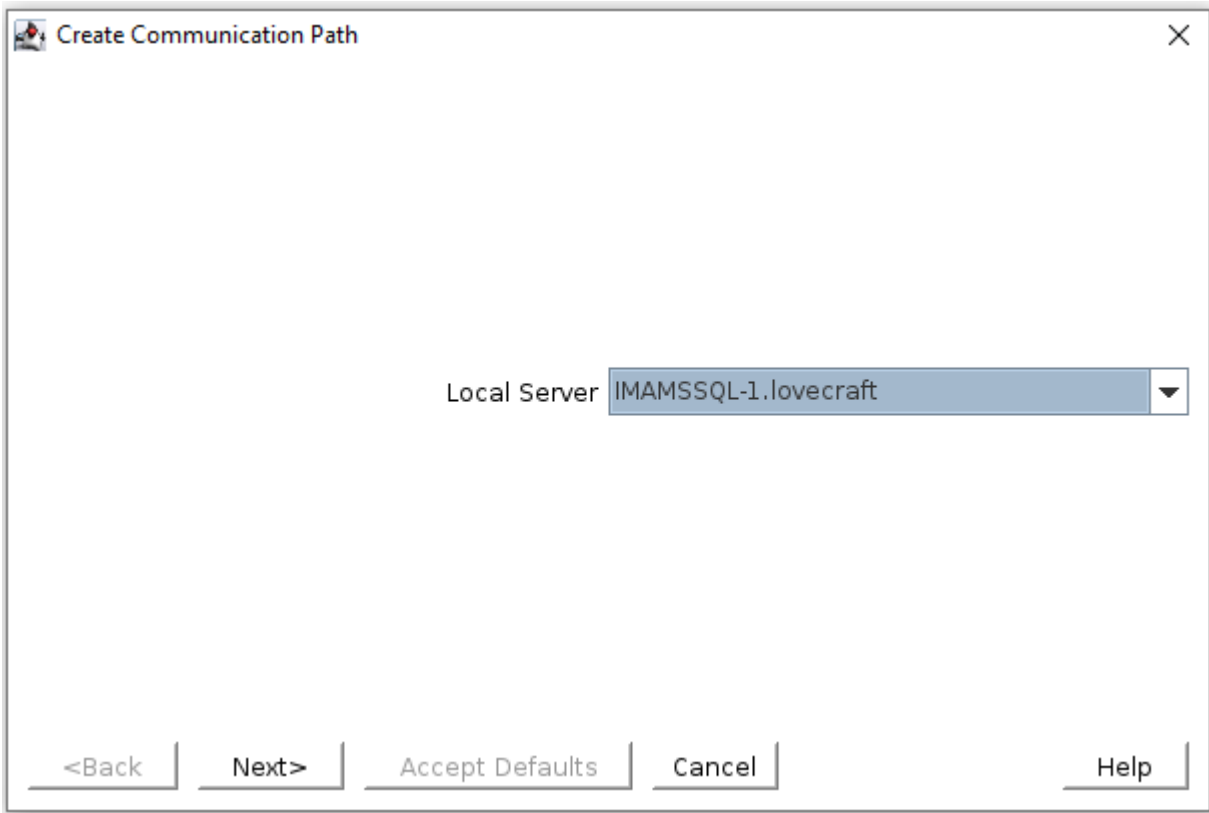 Create Communication Path
Local Server IMAMSSQL-1.lovecraft
<Back Next> Accept Defaults Cancel Help